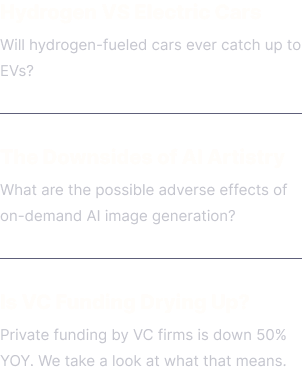 Hydrogen VS Electric Cars
Will hydrogen-fueled cars ever catch up to
EVs?
The Downsides of AI Artistry
What are the possible adverse effects of
on-demand AI image generation?
Is VC Funding Drying Up?
Private funding by VC firms is down 50%
YOY. We take a look at what that means.